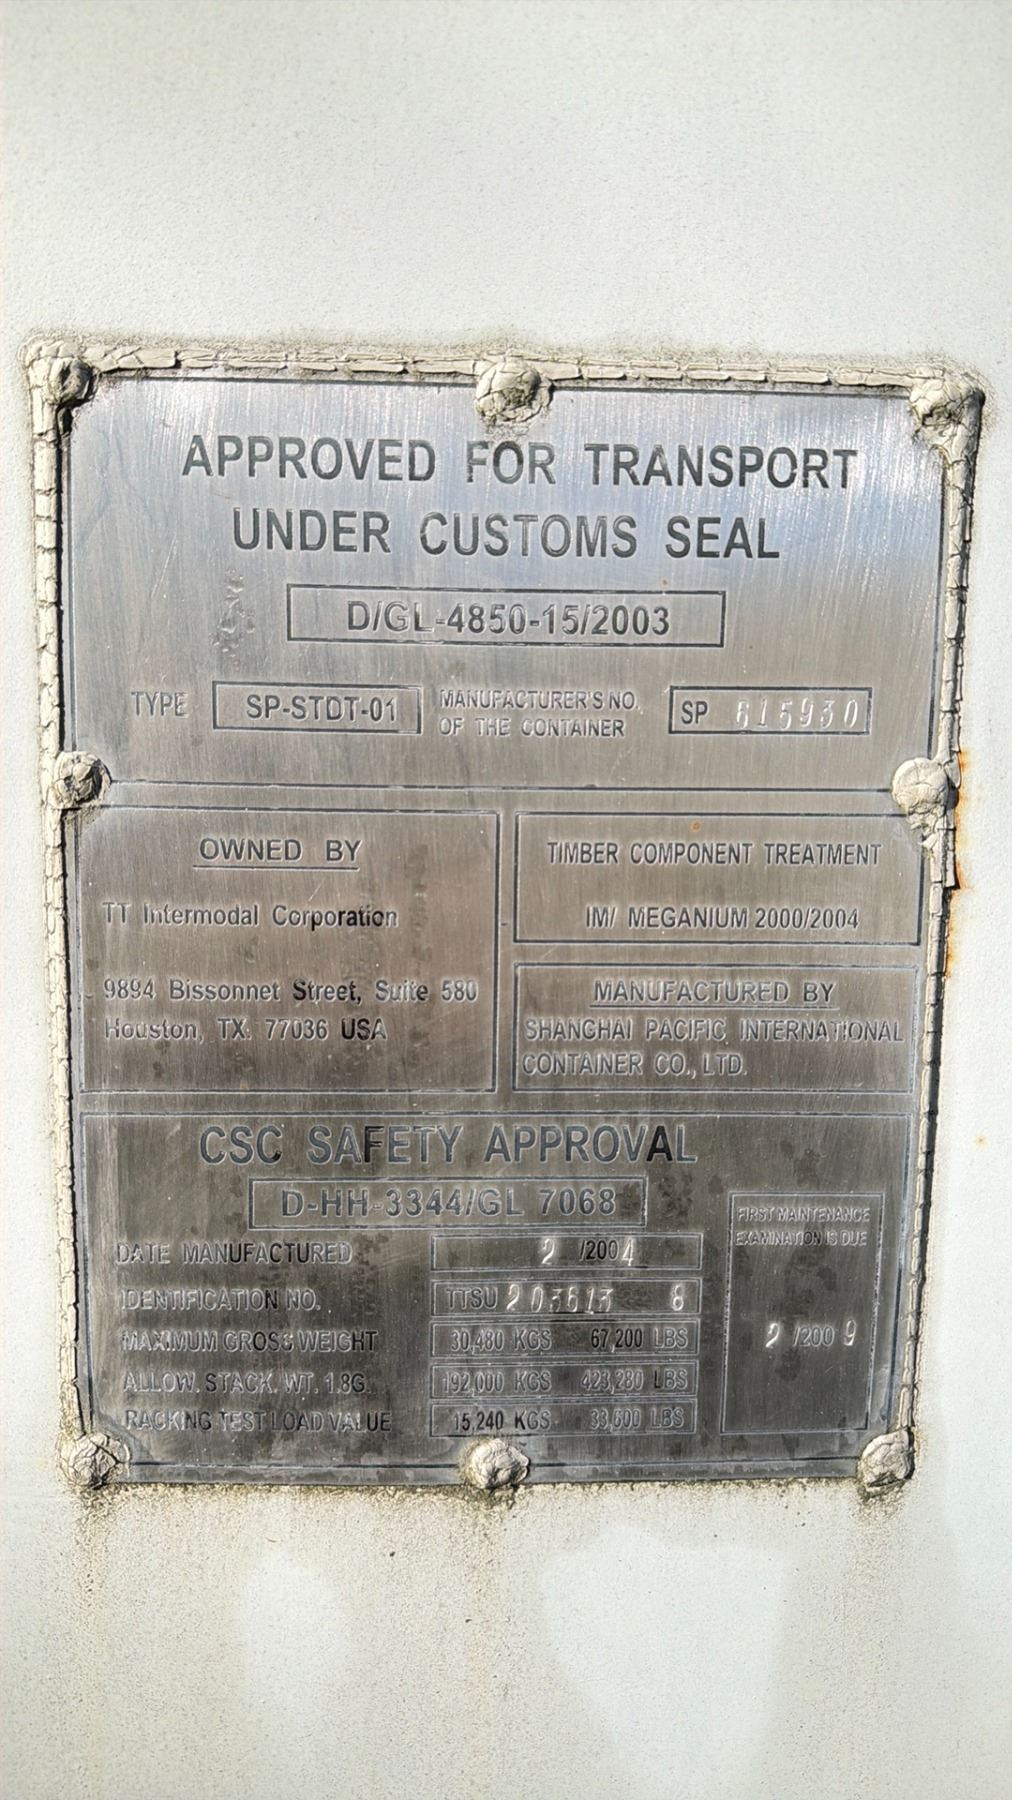 APPROVED FOR TRANSPORT
UNDER CUSTOMS SEAL
D/GL-4850-15/2003
TYPE SP-STDT-01 MANUFACTURER'S NO. OF THE CONTAINER SP 615930
OWNED BY
TT Intermodal Corporation
9894 Bissonnet Street, Suite 580
Houston, TX. 77036 USA
TIMBER COMPONENT TREATMENT
IM/ MEGANIUM 2000/2004
MANUFACTURED BY
SHANGHAI PACIFIC INTERNATIONAL
CONTAINER CO., LTD.
CSC SAFETY APPROVAL
D-HH-3344/GL 7068
DATE MANUFACTURED 2 /2004
IDENTIFICATION NO. TTSU 203613 8
MAXIMUM GROSS WEIGHT 30,480 KGS 67,200 LBS
ALLOW. STACK. WT. 1.8G. 192,000 KGS 423,280 LBS
RACKING TEST LOAD VALUE 15,240 KGS 33,600 LBS
FIRST MAINTENANCE
EXAMINATION IS DUE
2 /2009